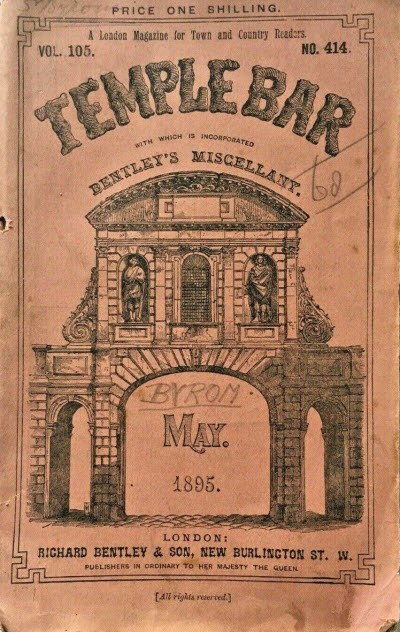 PRICE ONE SHILLING.
A London Magazine for Town and Country Readers.
VOL. 105.
NO. 414.
TEMPLE BAR
WITH WHICH IS INCORPORATED
BENTLEY'S MISCELLANY.
6d
BYROM
MAY.
1895.
LONDON:
RICHARD BENTLEY & SON, NEW BURLINGTON ST. W.
PUBLISHERS IN ORDINARY TO HER MAJESTY THE QUEEN.
[All rights reserved.]